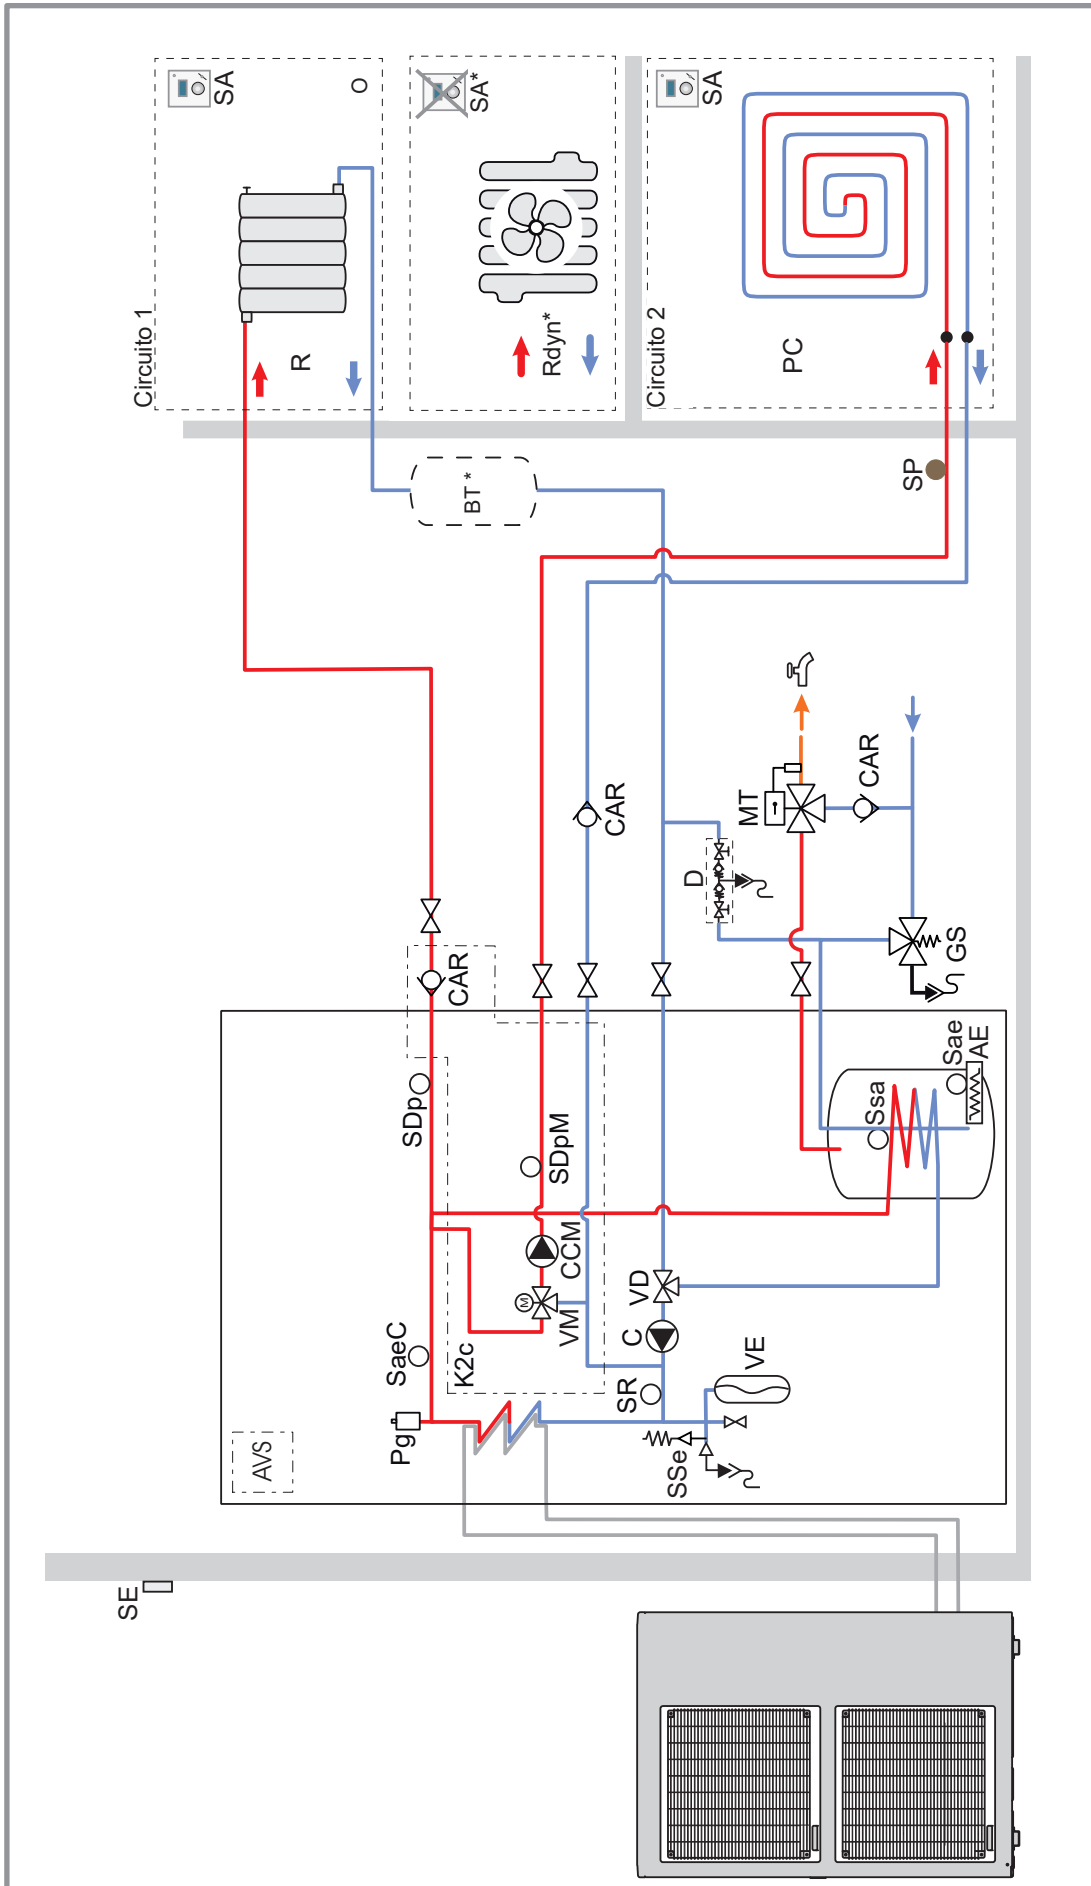 Circuito 1
SA
O
R
SA*
Rdyn*
Circuito 2
SA
PC
BT *
SP
CAR
MT
CAR
D
GS
CAR
SDp
SDpM
Ssa
Sae
AE
CCM
VM
VD
C
SaeC
K2c
SR
VE
Pg
SSe
AVS
M
SE